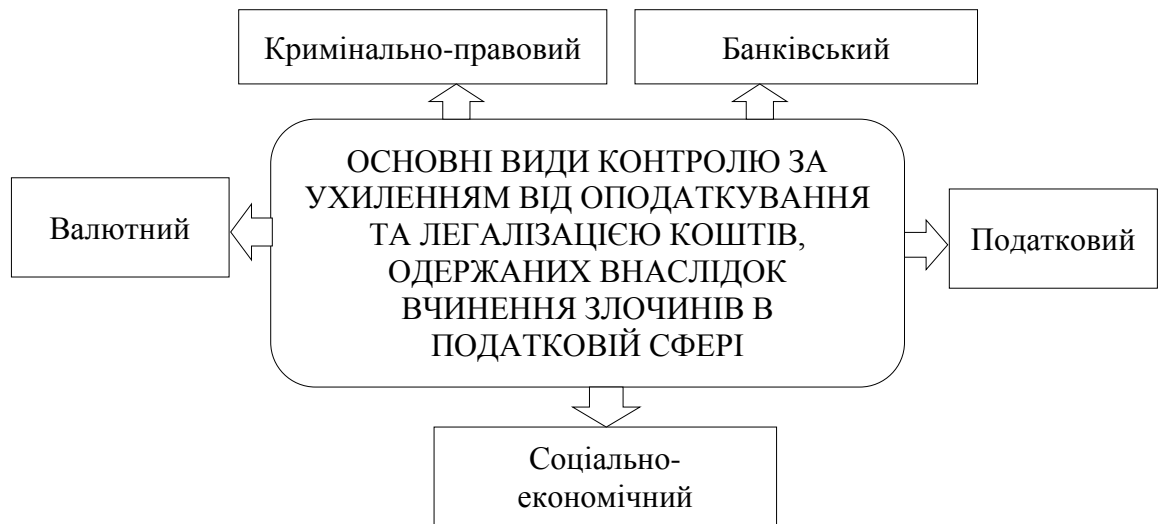 Кримінально-правовий
Банківський
ОСНОВНІ ВИДИ КОНТРОЛЮ ЗА
УХИЛЕННЯМ ВІД ОПОДАТКУВАННЯ
ТА ЛЕГАЛІЗАЦІЄЮ КОШТІВ,
ОДЕРЖАНИХ ВНАСЛІДОК
ВЧИНЕННЯ ЗЛОЧИНІВ В
ПОДАТКОВІЙ СФЕРІ
Валютний
Податковий
Соціально-
економічний